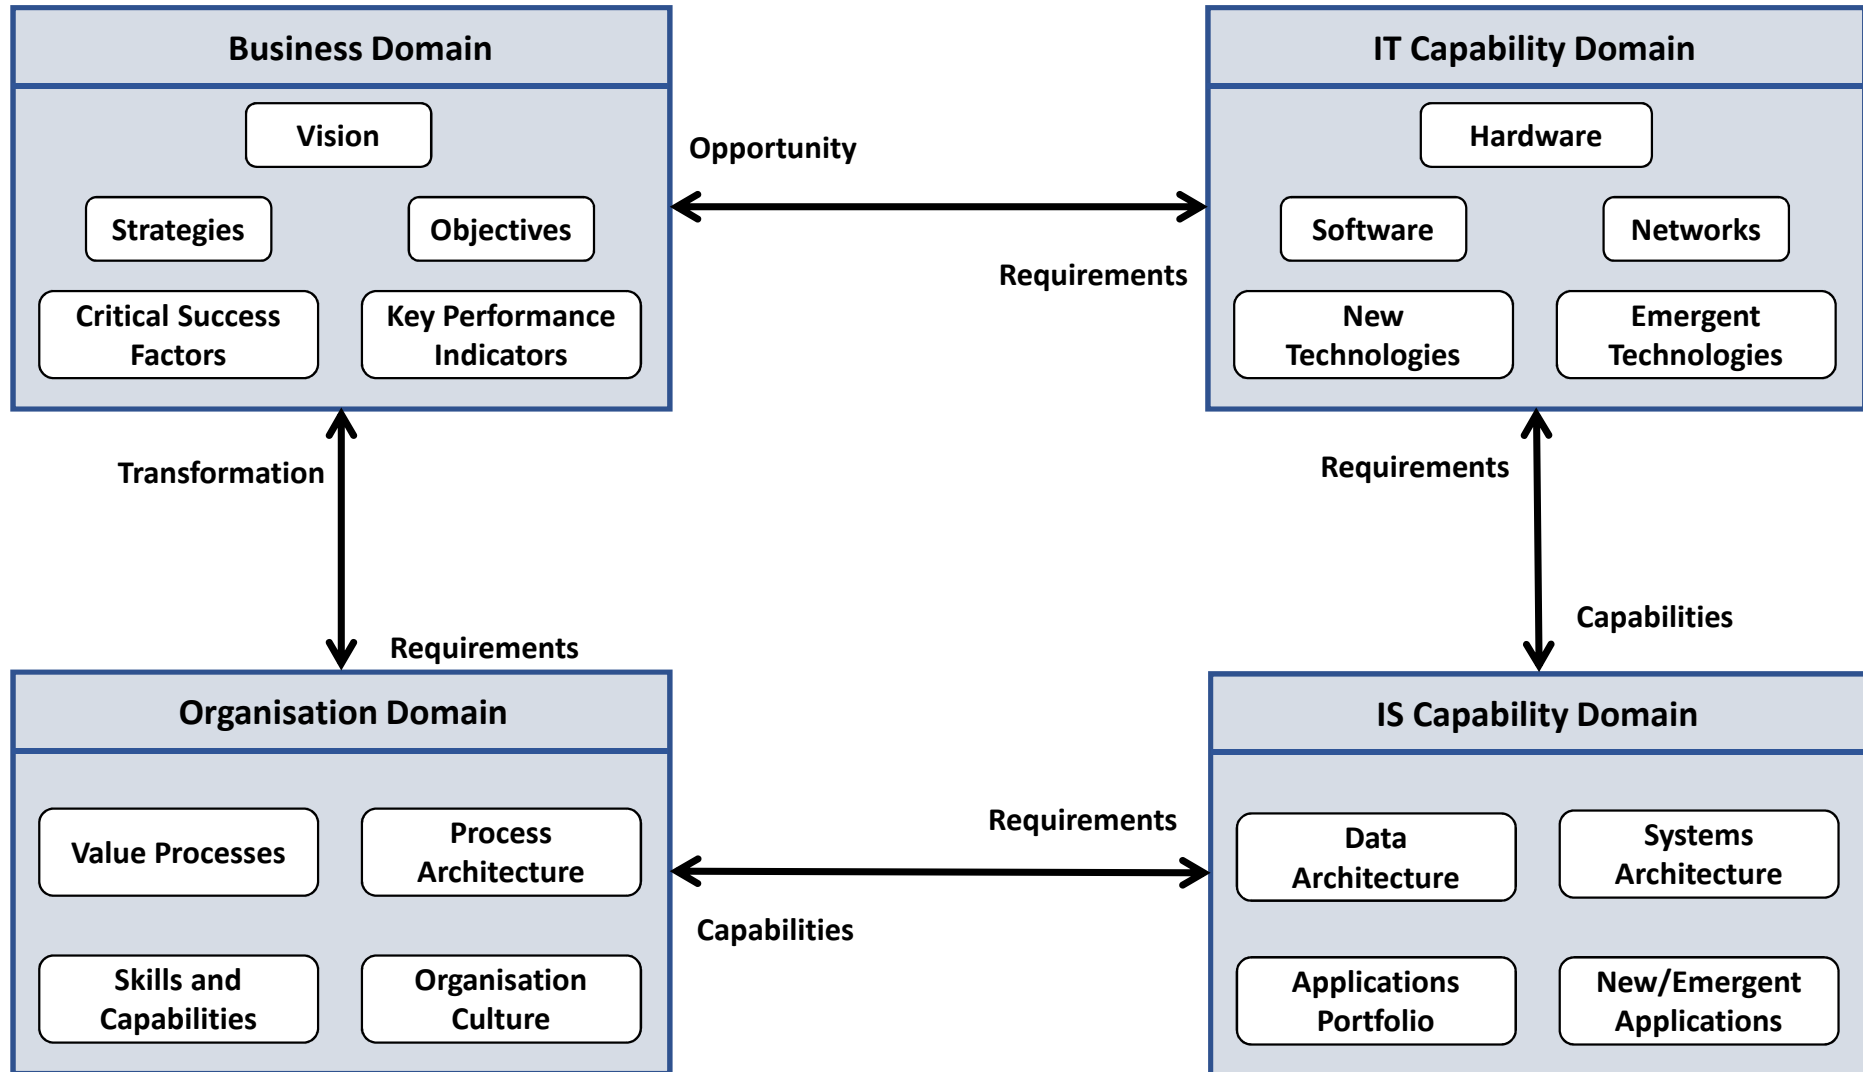 Business Domain
Vision
Strategies
Objectives
Critical Success
Factors
Key Performance
Indicators
Opportunity
Requirements
IT Capability Domain
Hardware
Software
Networks
New
Technologies
Emergent
Technologies
Transformation
Requirements
Requirements
Capabilities
Organisation Domain
Value Processes
Process
Architecture
Skills and
Capabilities
Organisation
Culture
Requirements
Capabilities
IS Capability Domain
Data
Architecture
Systems
Architecture
Applications
Portfolio
New/Emergent
Applications